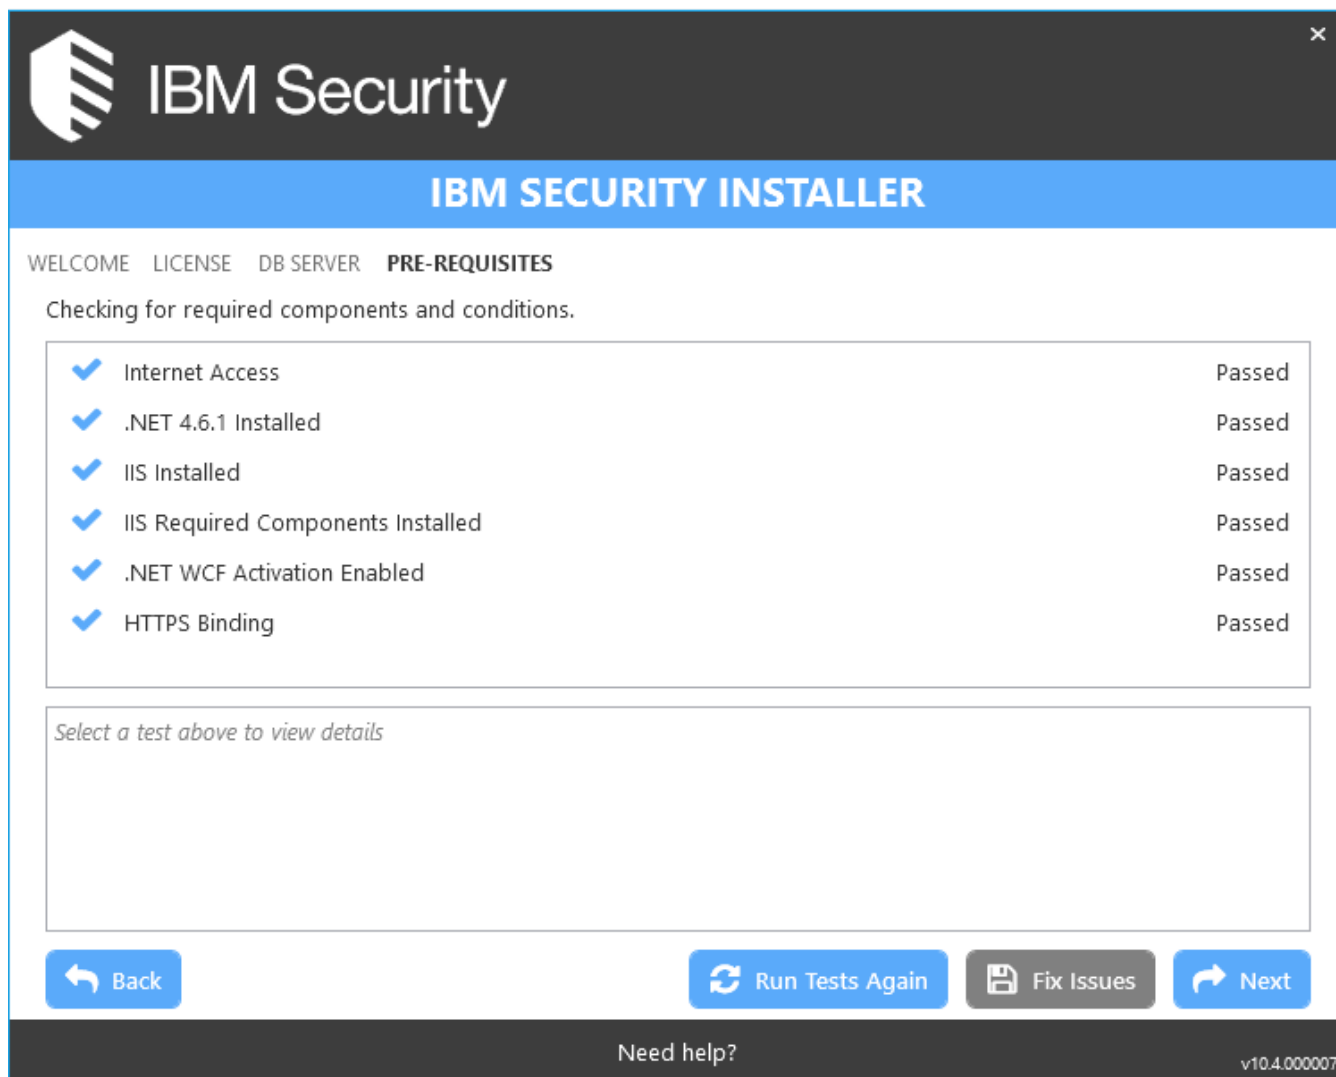 ×
IBM Security
IBM SECURITY INSTALLER
WELCOME LICENSE DB SERVER PRE-REQUISITES
Checking for required components and conditions.
Internet Access Passed
.NET 4.6.1 Installed Passed
IIS Installed Passed
IIS Required Components Installed Passed
.NET WCF Activation Enabled Passed
HTTPS Binding Passed
Select a test above to view details
Back Run Tests Again Fix Issues Next
Need help?
v10.4.000007